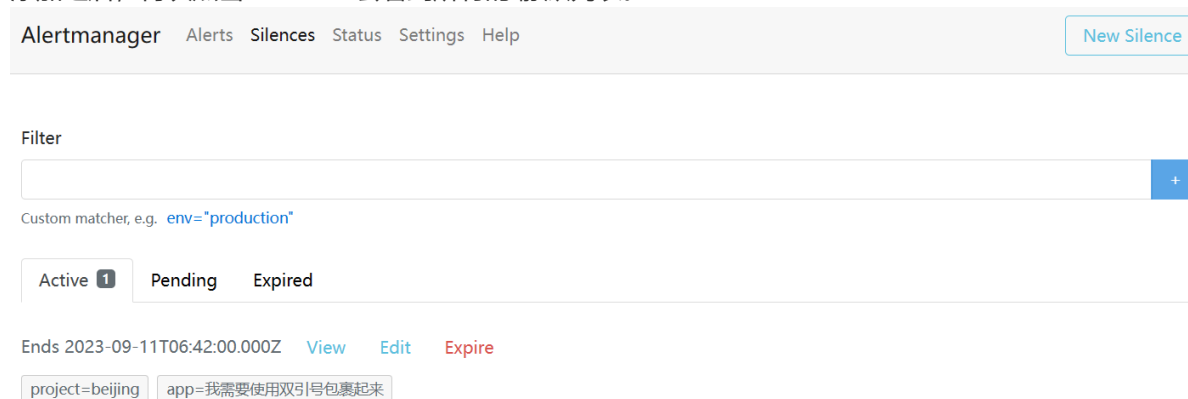 Alertmanager Alerts Silences Status Settings Help New Silence
Filter
+
Custom matcher, e.g. env="production"
Active 1 Pending Expired
Ends 2023-09-11T06:42:00.000Z View Edit Expire
project=beijing app=我需要使用双引号包裹起来